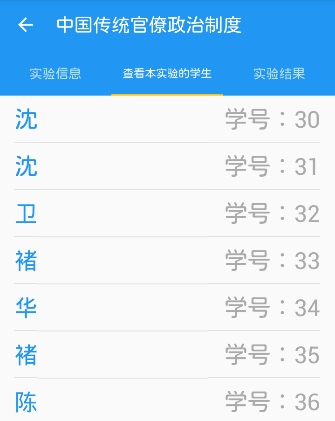 中国传统官僚政治制度
实验信息 查看本实验的学生 实验结果
沈 学号：30
沈 学号：31
卫 学号：32
褚 学号：33
华 学号：34
褚 学号：35
陈 学号：36